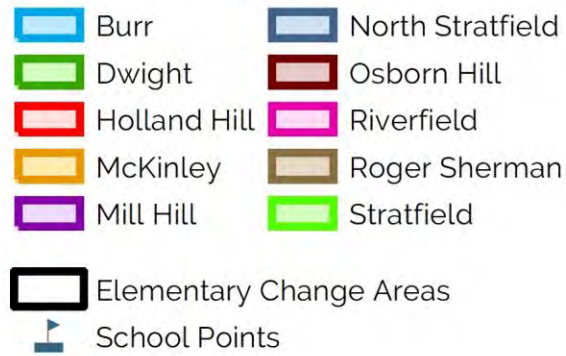 Burr North Stratfield
Dwight Osborn Hill
Holland Hill Riverfield
McKinley Roger Sherman
Mill Hill Stratfield
Elementary Change Areas
School Points